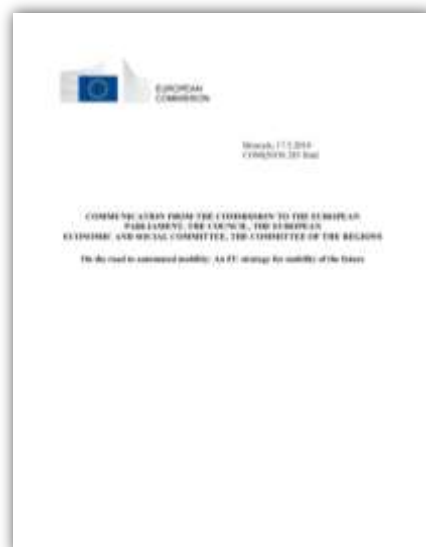 EUROPEAN
COMMISSION
Brussels, 17.5.2018
COM(2018) 283 final
COMMUNICATION FROM THE COMMISSION TO THE EUROPEAN
PARLIAMENT, THE COUNCIL, THE EUROPEAN
ECONOMIC AND SOCIAL COMMITTEE, THE COMMITTEE OF THE REGIONS
On the road to automated mobility: An EU strategy for mobility of the future